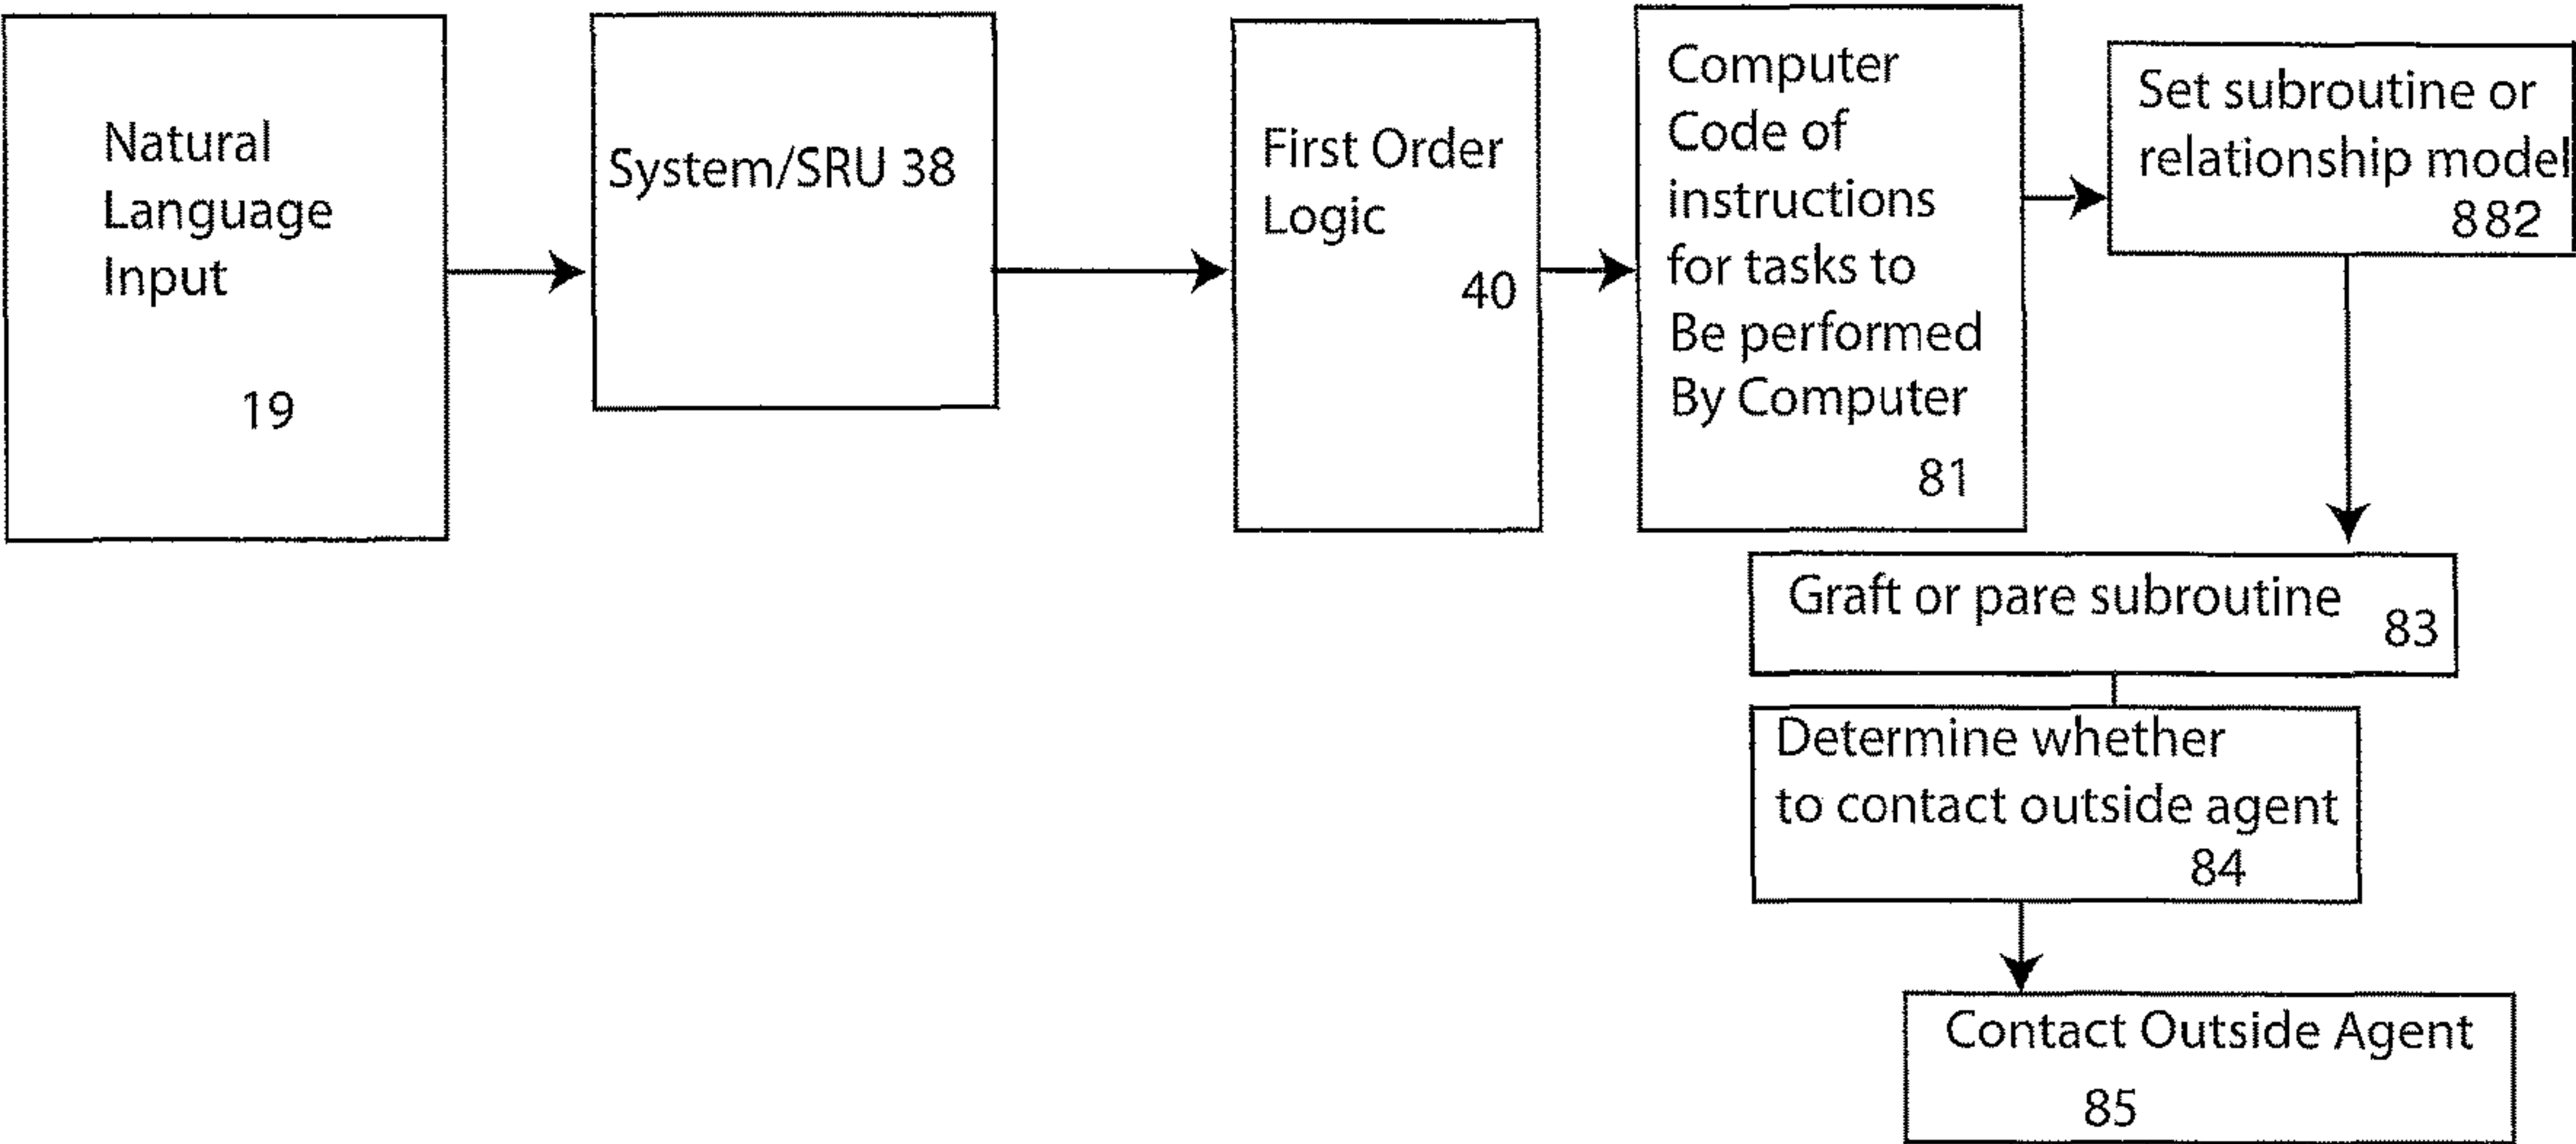 Natural
Language
Input
19
System/SRU 38
First Order
Logic
40
Computer
Code of
instructions
for tasks to
Be performed
By Computer
81
Set subroutine or
relationship model
882
Graft or pare subroutine
83
Determine whether
to contact outside agent
84
Contact Outside Agent
85